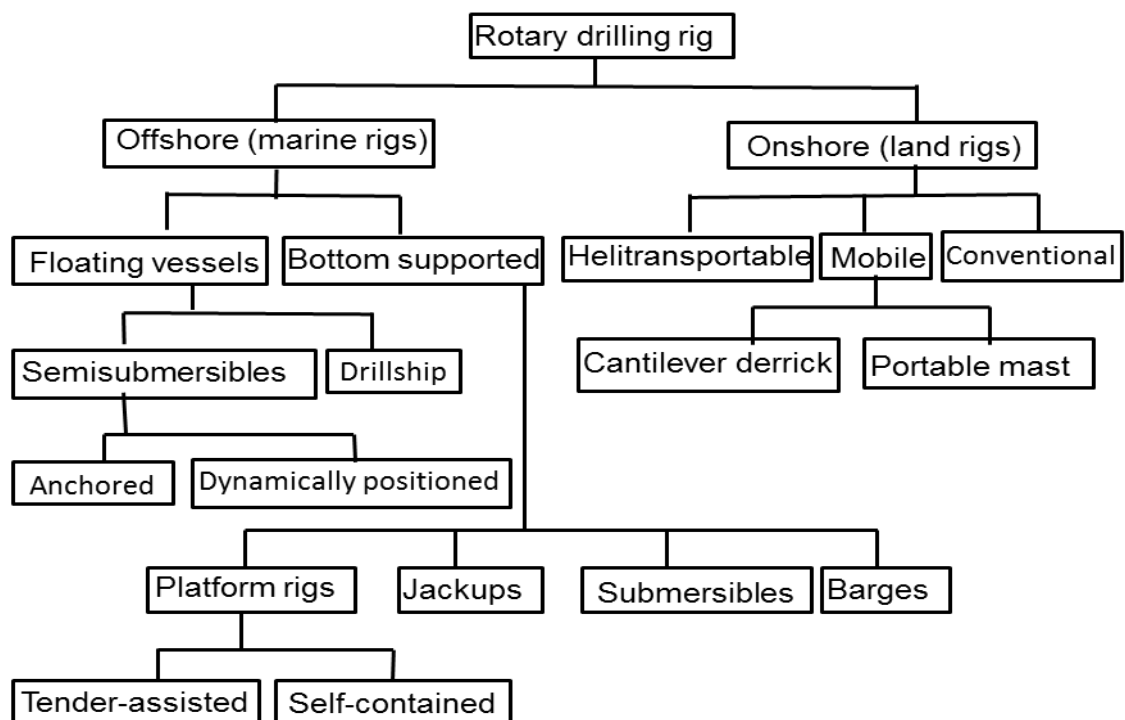 Rotary drilling rig
Offshore (marine rigs)
Onshore (land rigs)
Floating vessels
Bottom supported
Helitransportable
Mobile
Conventional
Semisubmersibles
Drillship
Cantilever derrick
Portable mast
Anchored
Dynamically positioned
Platform rigs
Jackups
Submersibles
Barges
Tender-assisted
Self-contained